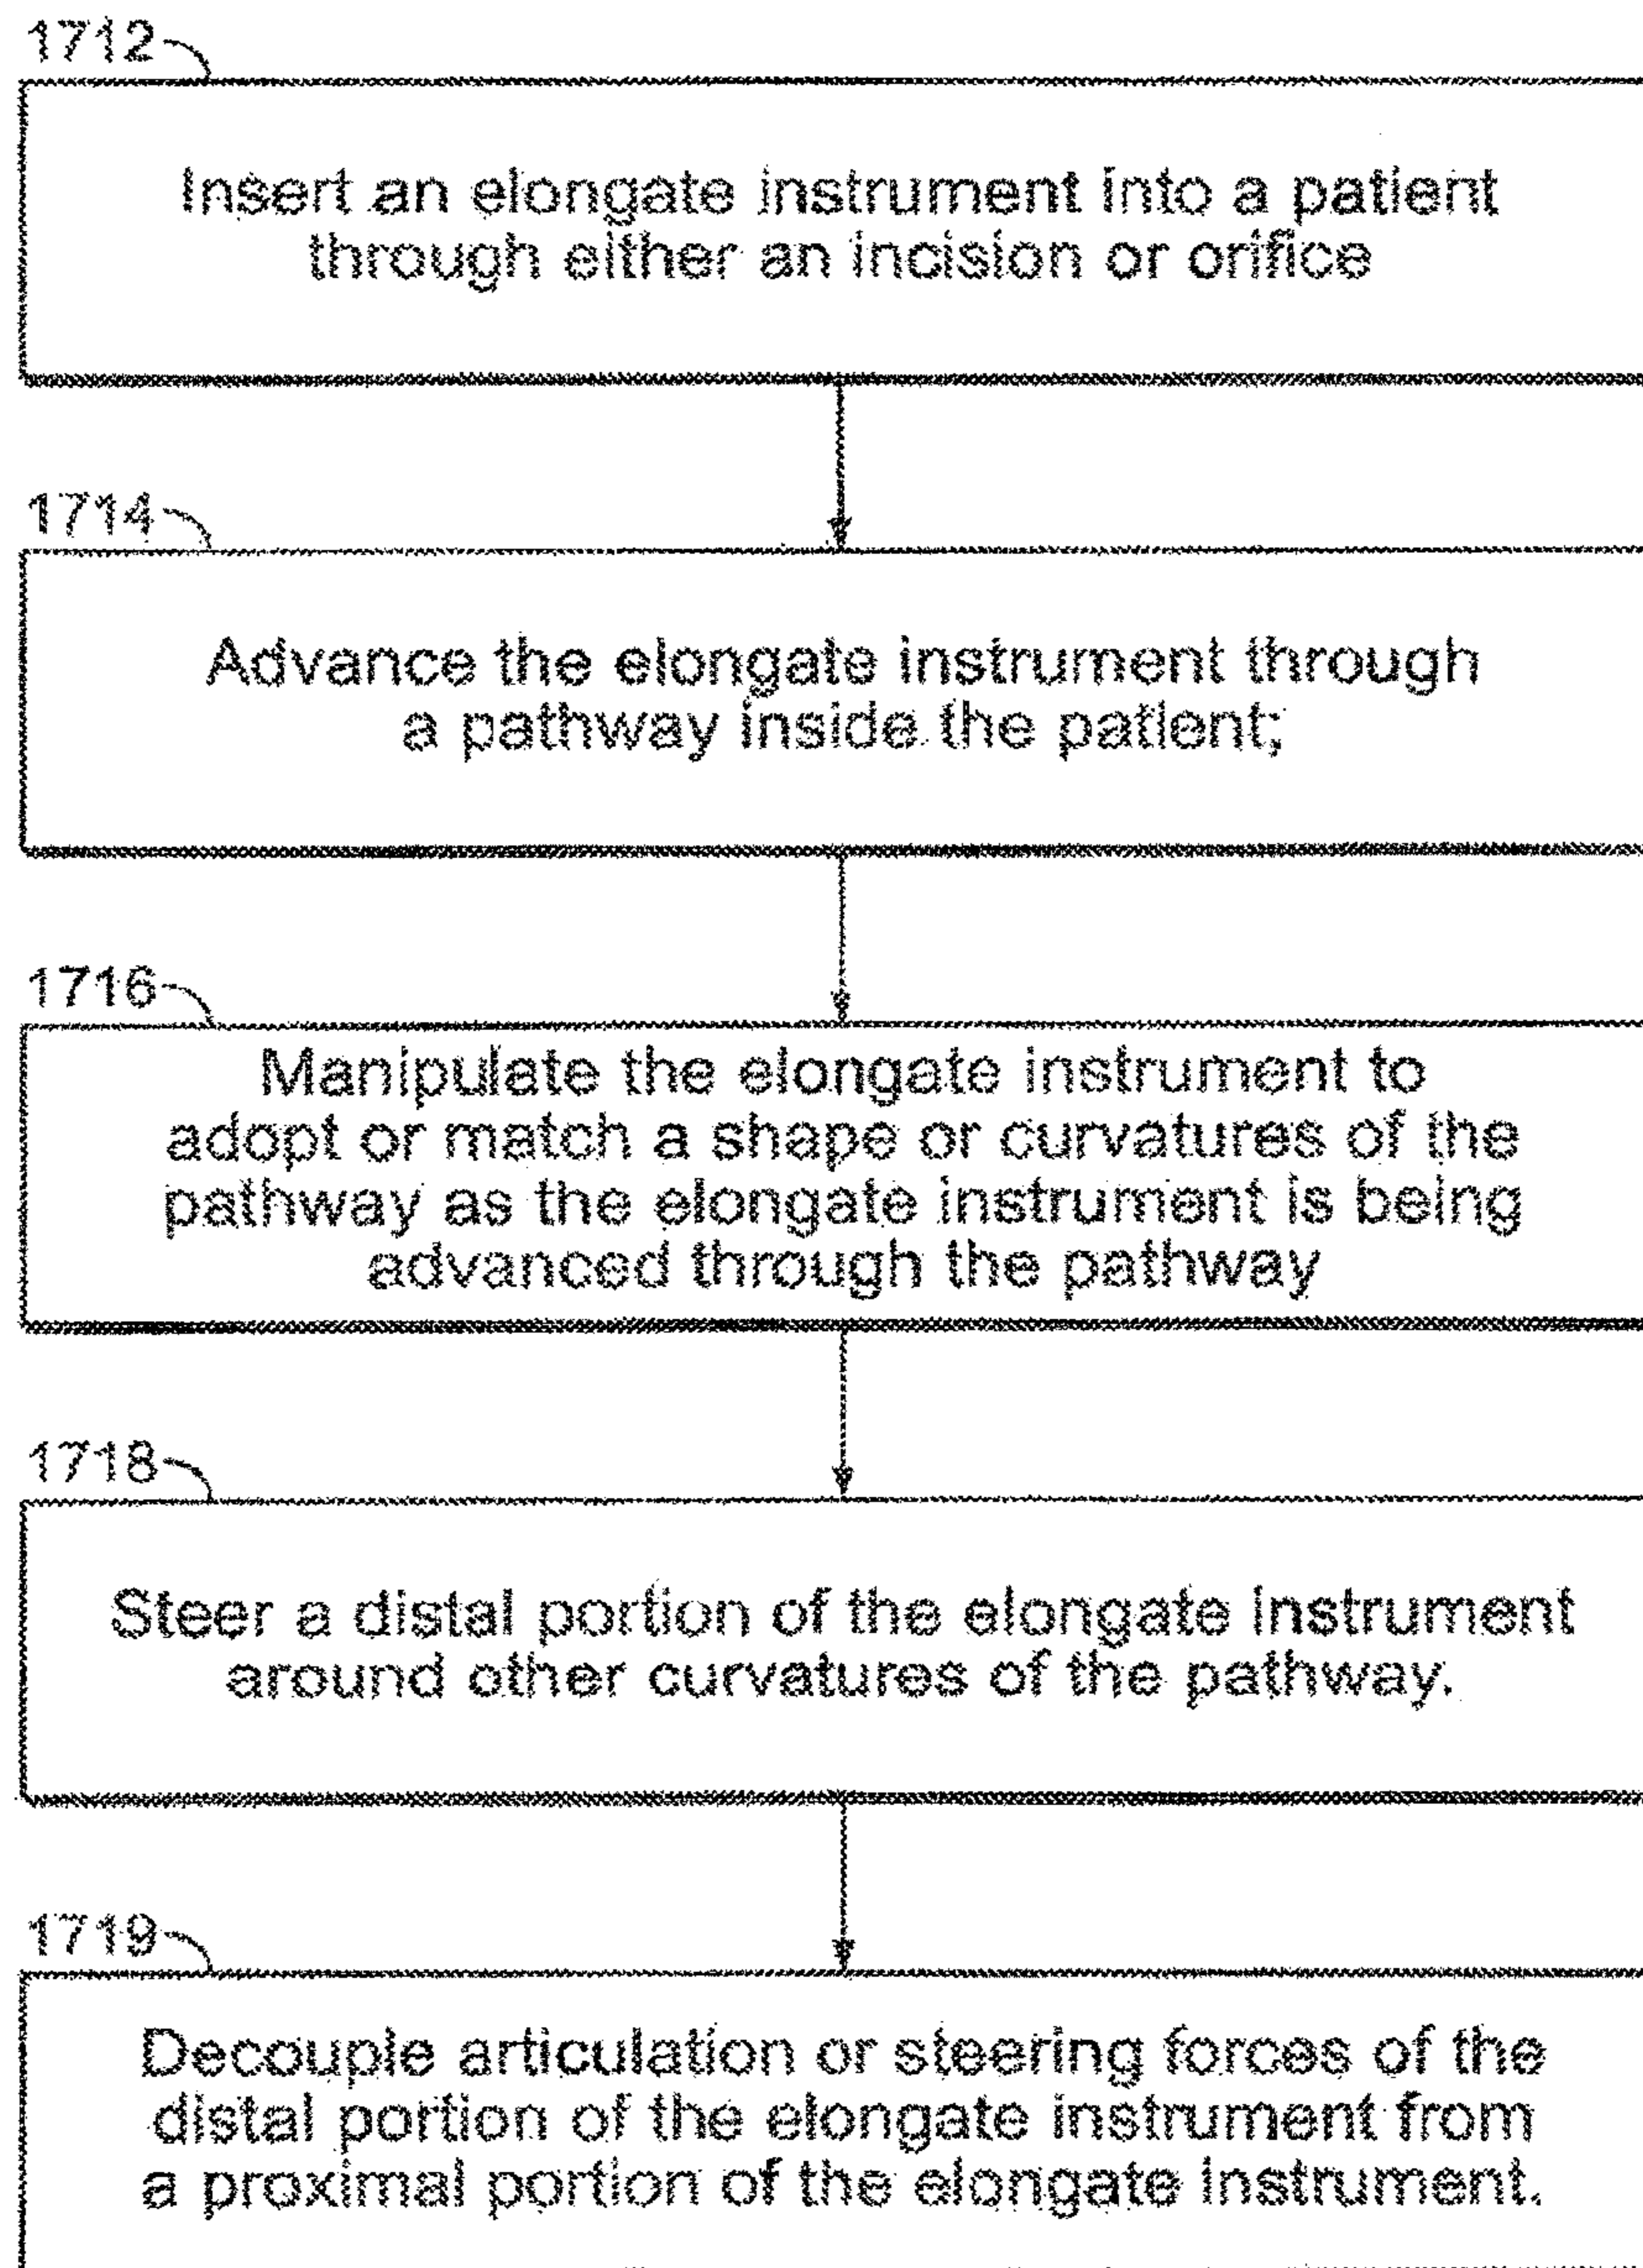 1712
Insert an elongate instrument into a patient
through either an incision or orifice
1714
Advance the elongate instrument through
a pathway inside the patient;
1716
Manipulate the elongate instrument to
adopt or match a shape or curvatures of the
pathway as the elongate instrument is being
advanced through the pathway
1718
Steer a distal portion of the elongate instrument
around other curvatures of the pathway.
1719
Decouple articulation or steering forces of the
distal portion of the elongate instrument from
a proximal portion of the elongate instrument.